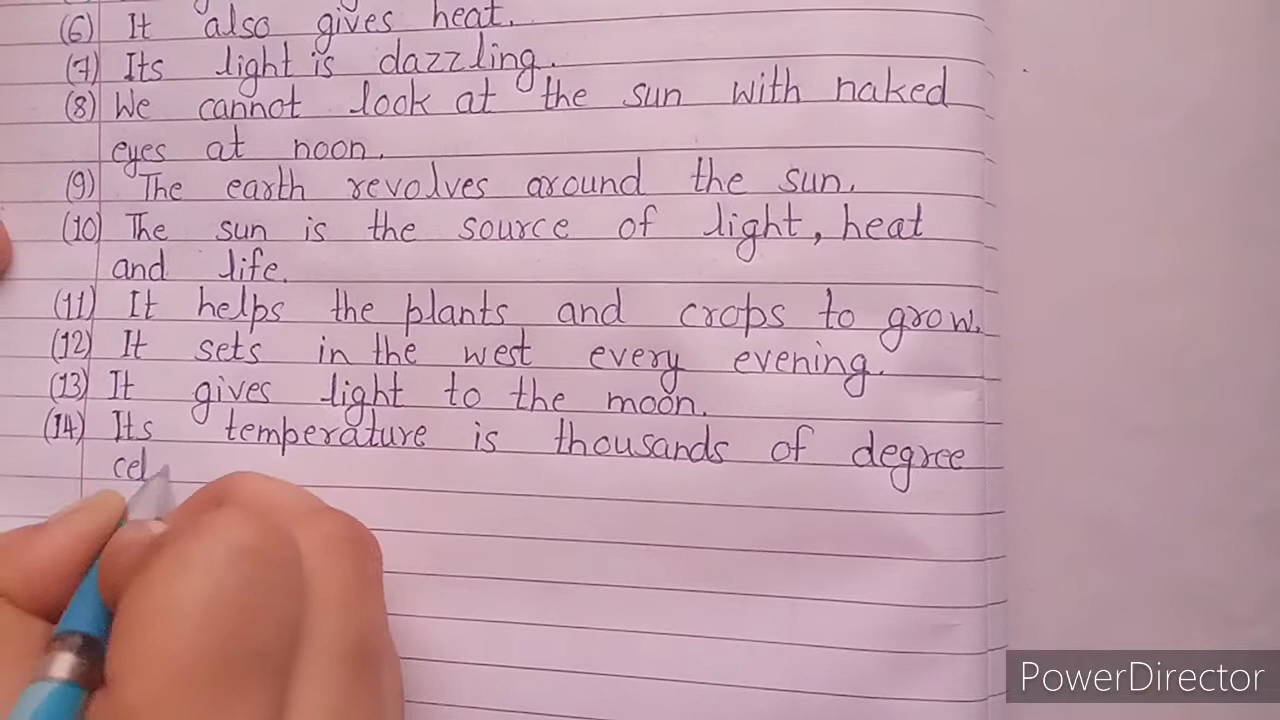 (6) It also gives heat.
(7) Its light is dazzling.
(8) We cannot look at the sun with naked
eyes at noon.
(9) The earth revolves around the sun.
(10) The sun is the source of light, heat
and life.
(11) It helps the plants and crops to grow.
(12) It sets in the west every evening.
(13) It gives light to the moon.
(14) Its temperature is thousands of degree
cel
PowerDirector